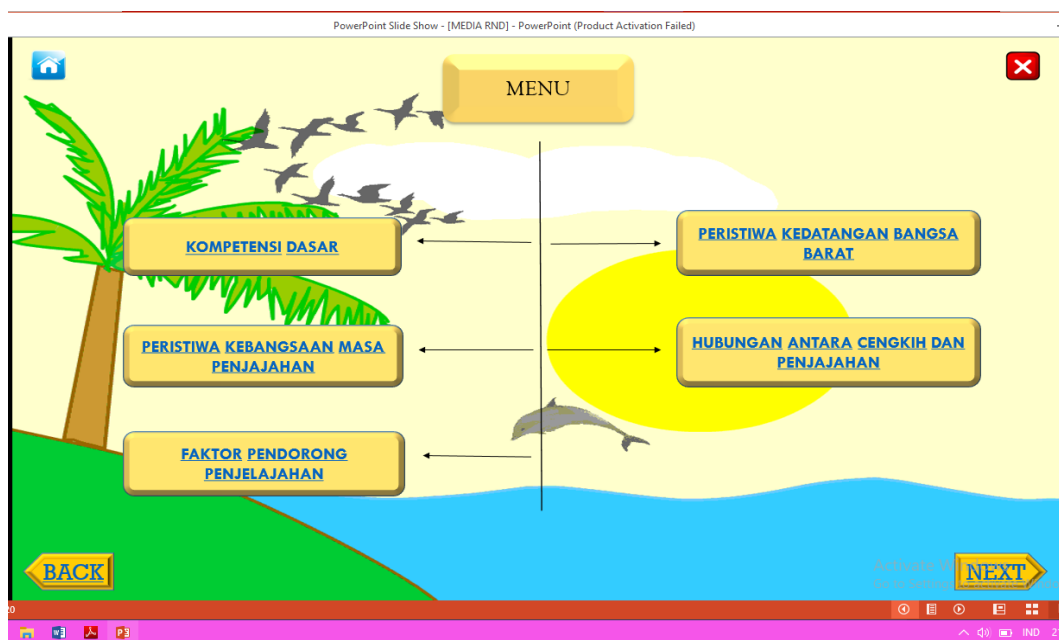 PowerPoint Slide Show - [MEDIA RND] - PowerPoint (Product Activation Failed)
MENU
KOMPETENSI DASAR
PERISTIWA KEBANGSAAN MASA
PENJAJAHAN
FAKTOR PENDORONG
PENJELAJAHAN
PERISTIWA KEDATANGAN BANGSA
BARAT
HUBUNGAN ANTARA CENGKIH DAN
PENJAJAHAN
BACK
NEXT
IND